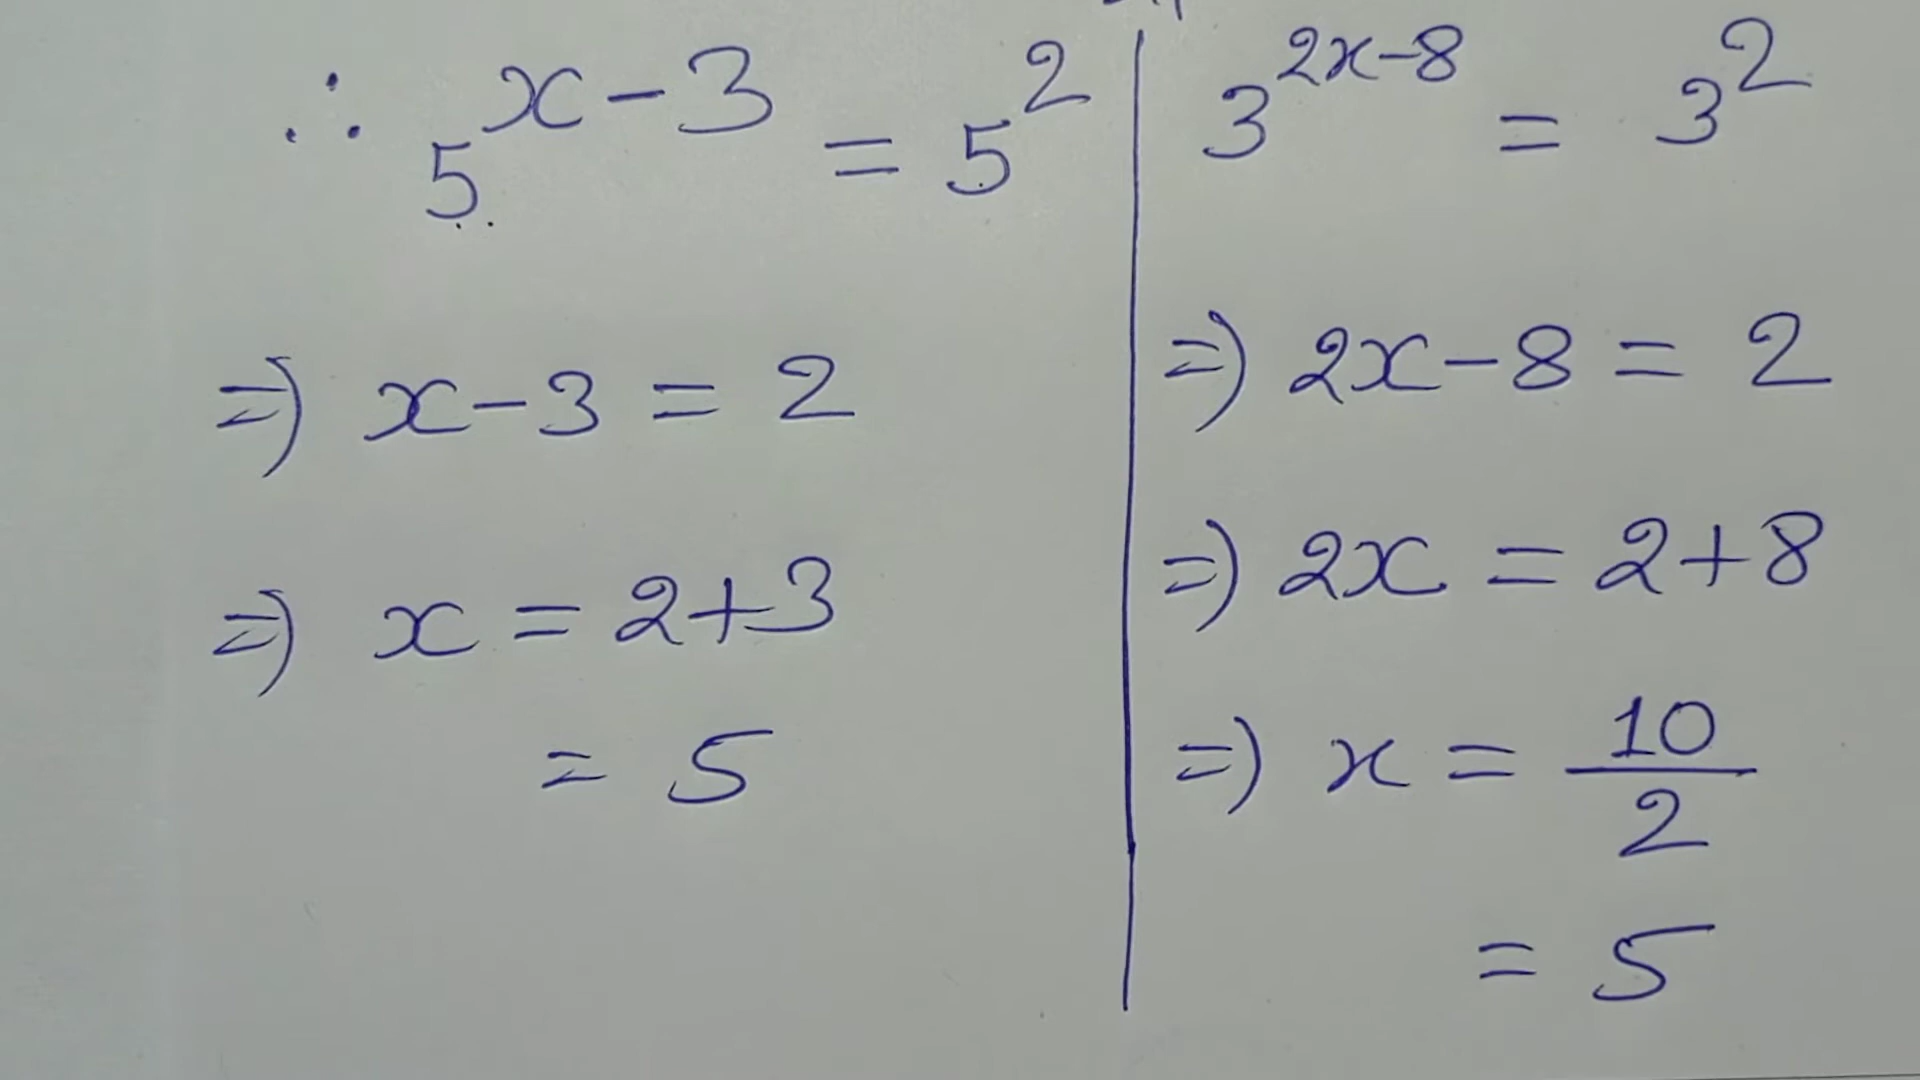 ∴ 5^{x-3} = 5^2
⇒ x-3 = 2
⇒ x = 2+3
= 5
3^{2x-8} = 3^2
⇒ 2x-8 = 2
⇒ 2x = 2+8
⇒ x = 10/2
= 5